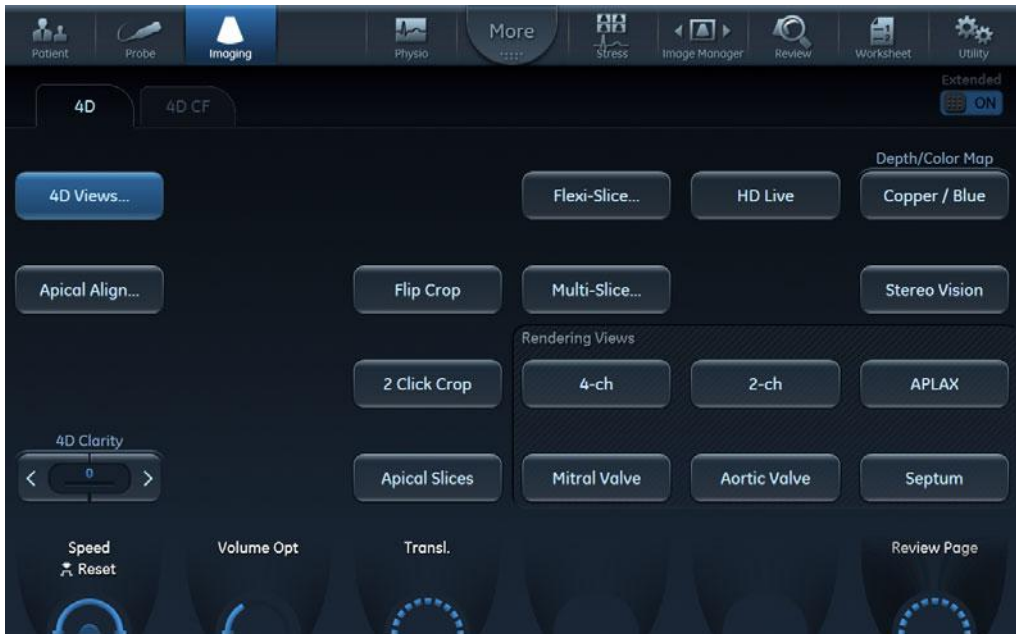 Patient
Probe
Imaging
Physio
More
Stress
Image Manager
Review
Worksheet
Utility
4D
4D CF
Extended
ON
Depth/Color Map
4D Views...
Flexi-Slice...
HD Live
Copper / Blue
Apical Align...
Flip Crop
Multi-Slice...
Stereo Vision
Rendering Views
2 Click Crop
4-ch
2-ch
APLAX
4D Clarity
0
Apical Slices
Mitral Valve
Aortic Valve
Septum
Speed
Reset
Volume Opt
Transl.
Review Page